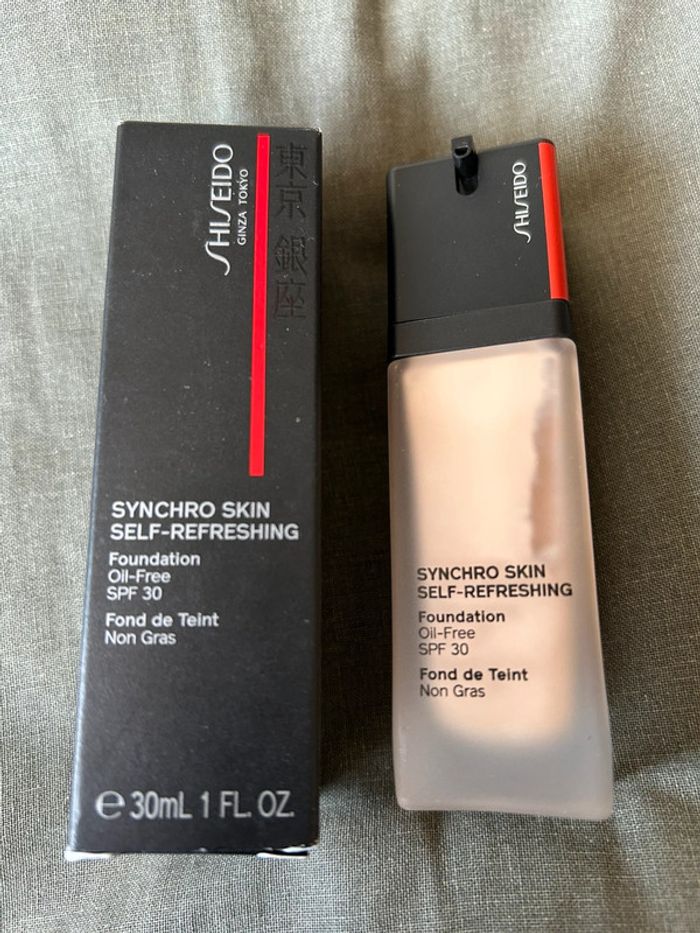 SHISEIDO
GINZA TOKYO
東京 銀座
SYNCHRO SKIN
SELF-REFRESHING
Foundation
Oil-Free
SPF 30
Fond de Teint
Non Gras
℮ 30mL 1 FL. OZ.
SHISEIDO
SYNCHRO SKIN
SELF-REFRESHING
Foundation
Oil-Free
SPF 30
Fond de Teint
Non Gras